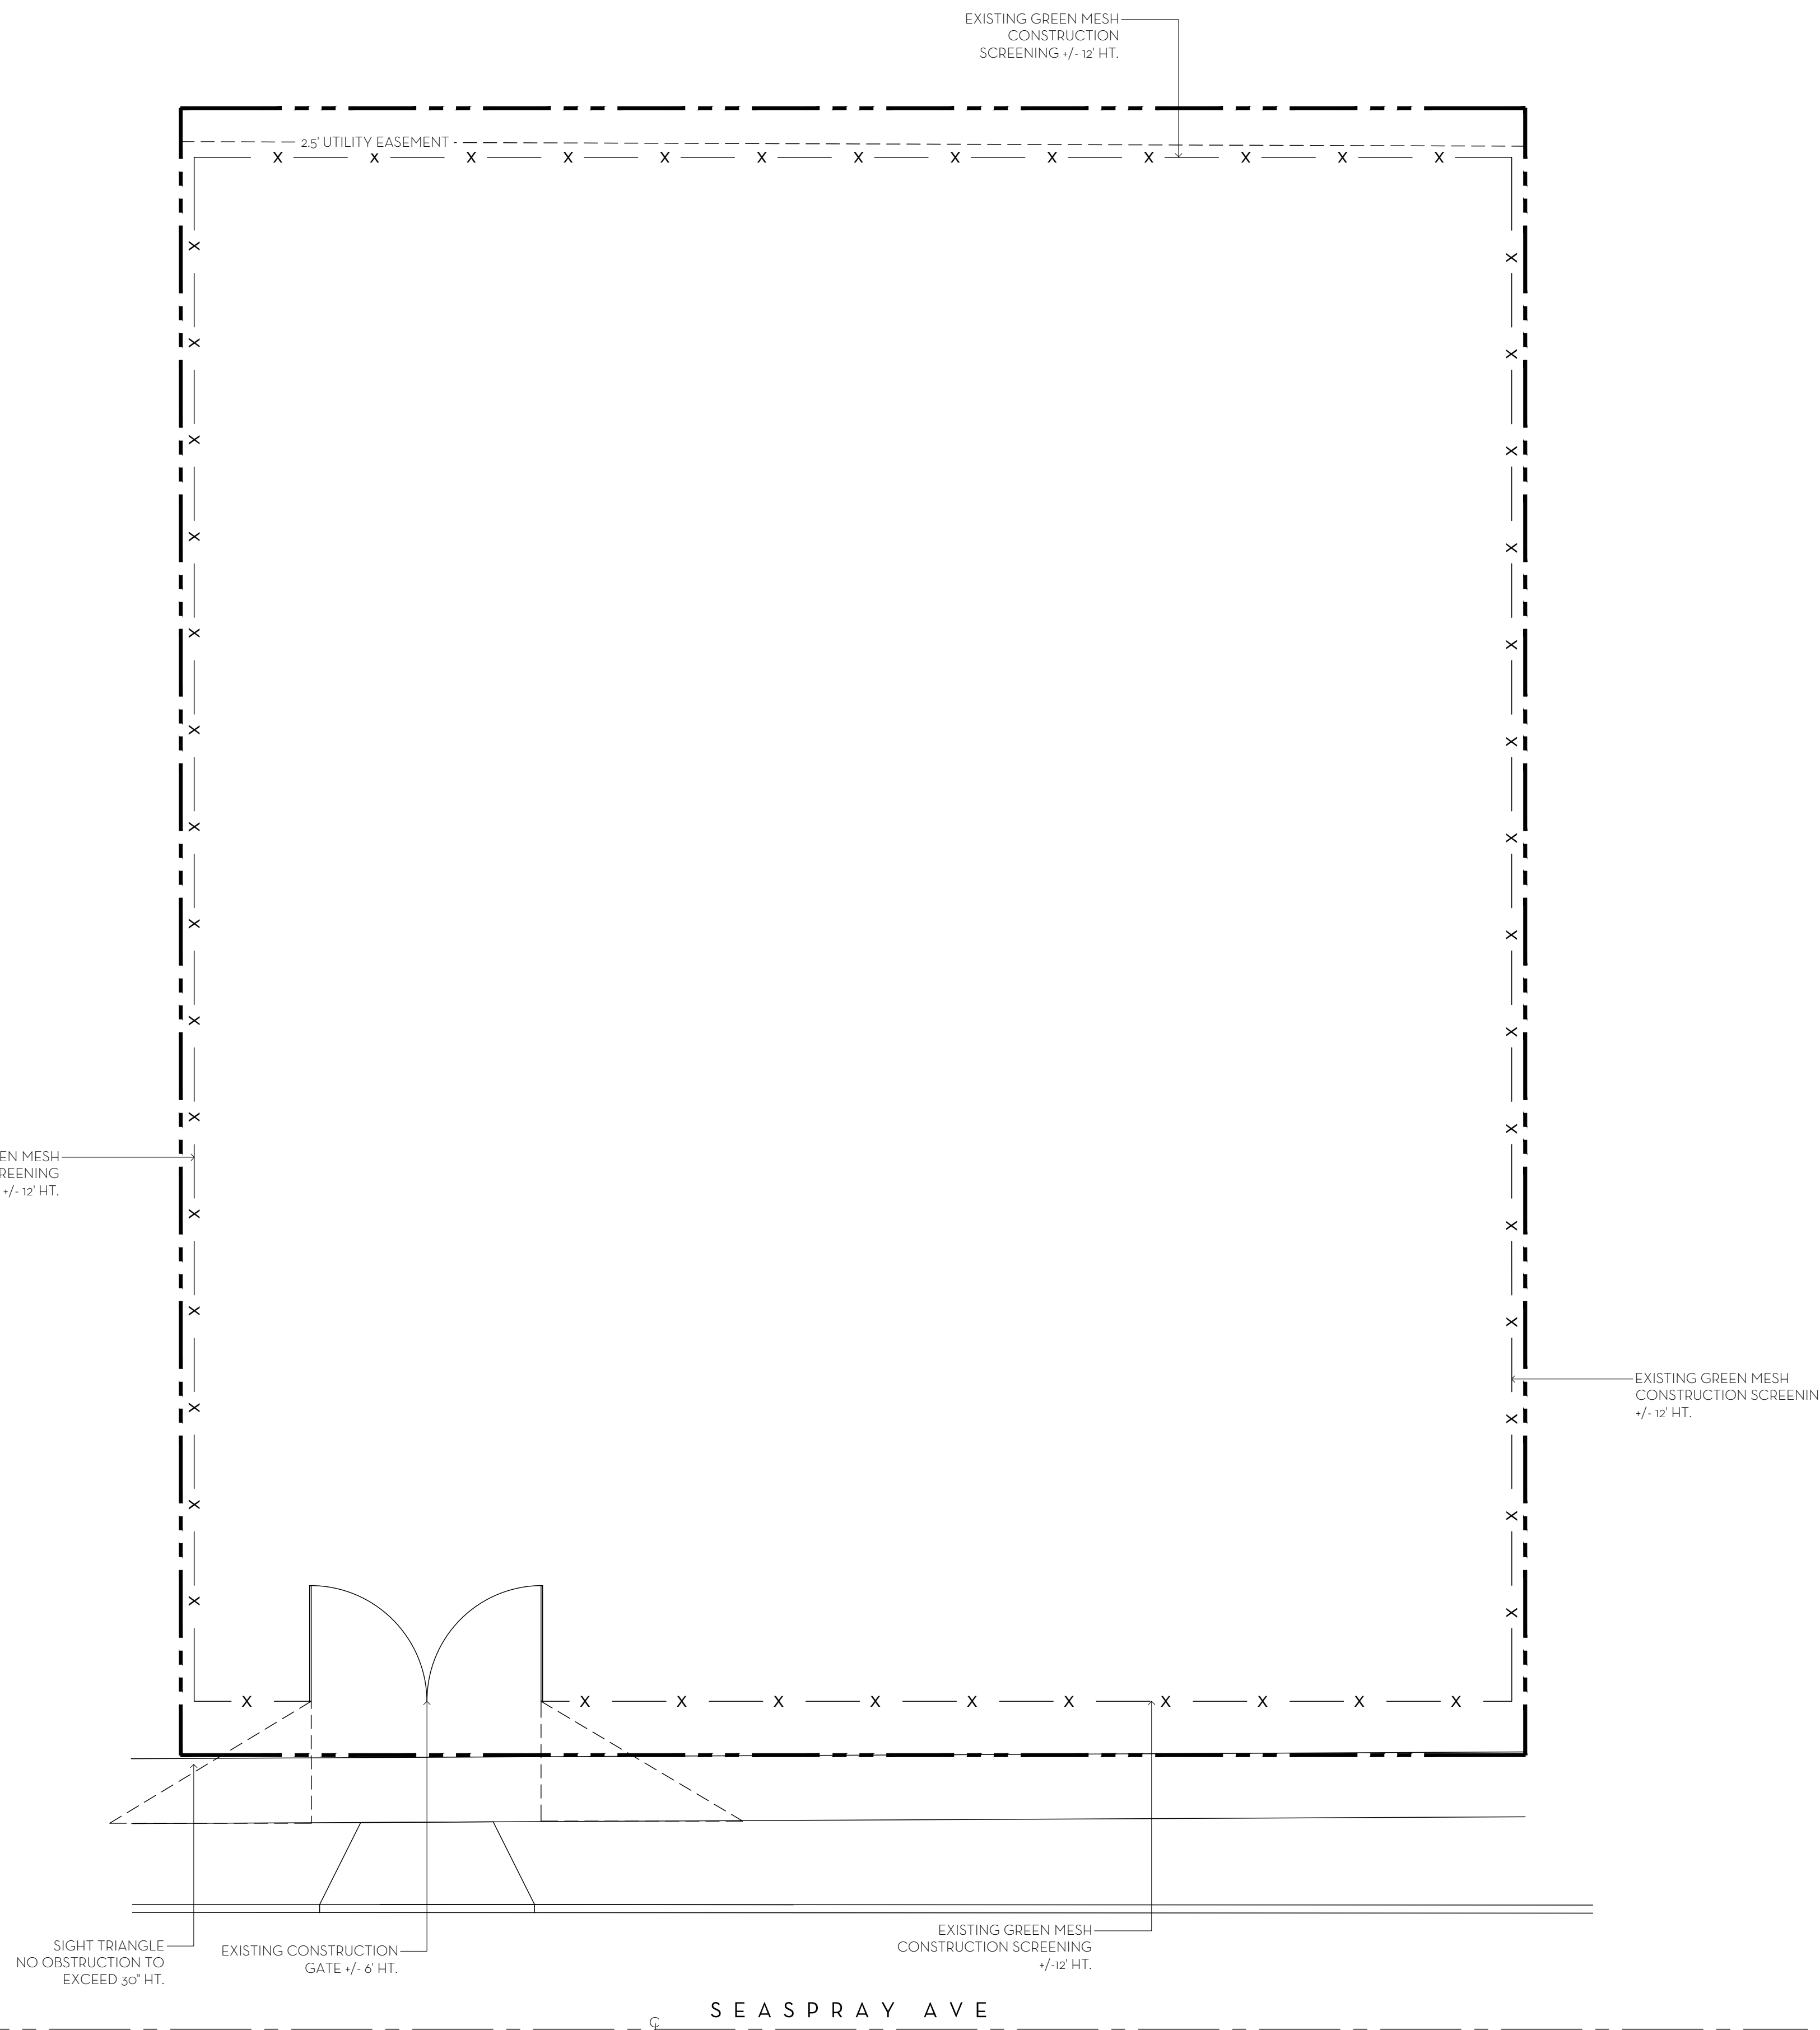 EXISTING GREEN MESH
CONSTRUCTION
SCREENING +/- 12' HT.
2.5' UTILITY EASEMENT
EN MESH
REENING
+/- 12' HT.
EXISTING GREEN MESH
CONSTRUCTION SCREENIN
+/- 12' HT.
SIGHT TRIANGLE
NO OBSTRUCTION TO
EXCEED 30" HT.
EXISTING CONSTRUCTION
GATE +/- 6' HT.
EXISTING GREEN MESH
CONSTRUCTION SCREENING
+/-12' HT.
SEASPRAY AVE